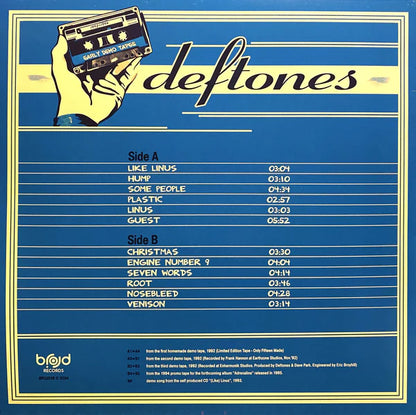 EARLY DEMO TAPES
deftones
Side A
LIKE LINUS 03:04
HUMP 03:10
SOME PEOPLE 04:34
PLASTIC 02:57
LINUS 03:03
GUEST 05:52
Side B
CHRISTMAS 03:30
ENGINE NUMBER 9 04:04
SEVEN WORDS 04:14
ROOT 03:46
NOSEBLEED 04:28
VENISON 03:14
from the first homemade demo tape, 1992 (Limited Edition Tape - Only Fifteen Made)
from the second demo tape, 1993 (Recorded by Frank Hannon at Earthtone Studios, Nov.'92)
from the third demo tape, 1993 (Recorded at Enharmonik Studios, Produced by Deftones & Dave Park, Engineered by Eric Broyhill)
from the 1994 promo tape for the forthcoming album "Adrenaline" released in 1995.
demo song from the self produced CD "(Like) Linus", 1993.
RECORDS